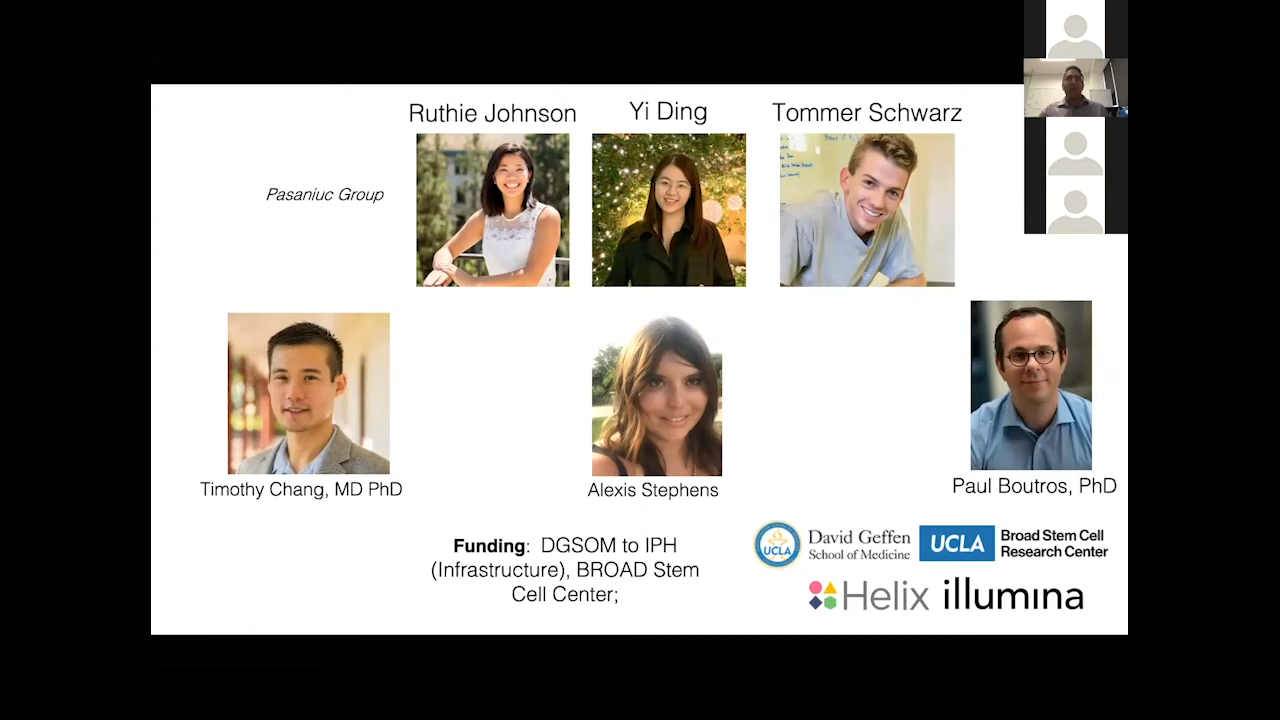 Ruthie Johnson
Yi Ding
Tommer Schwarz
Pasaniuc Group
Timothy Chang, MD PhD
Alexis Stephens
Paul Boutros, PhD
Funding: DGSOM to IPH
(Infrastructure), BROAD Stem
Cell Center;
UCLA
David Geffen
School of Medicine
UCLA
Broad Stem Cell
Research Center
Helix
illumına